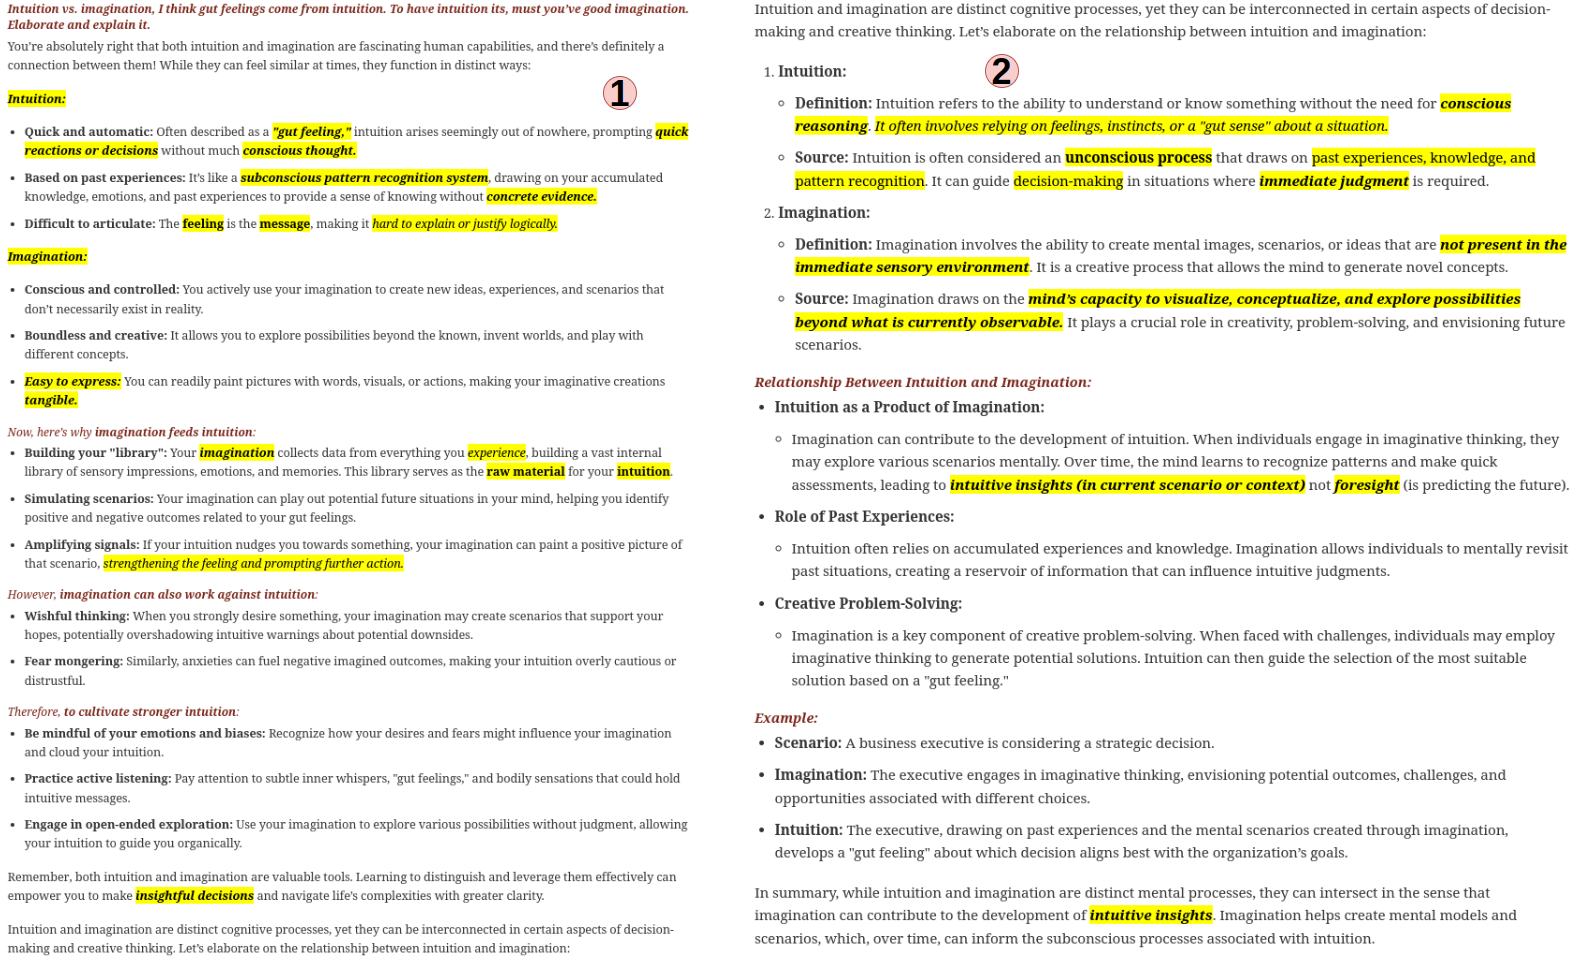 Intuition vs. imagination, I think gut feelings come from intuition. To have intuition its, must you've good imagination.
Elaborate and explain it.
You're absolutely right that both intuition and imagination are fascinating human capabilities, and there's definitely a
connection between them! While they can feel similar at times, they function in distinct ways:
1
Intuition:
• Quick and automatic: Often described as a "gut feeling," intuition arises seemingly out of nowhere, prompting quick
reactions or decisions without much conscious thought.
• Based on past experiences: It's like a subconscious pattern recognition system, drawing on your accumulated
knowledge, emotions, and past experiences to provide a sense of knowing without concrete evidence.
• Difficult to articulate: The feeling is the message, making it hard to explain or justify logically.
Imagination:
• Conscious and controlled: You actively use your imagination to create new ideas, experiences, and scenarios that
don't necessarily exist in reality.
• Boundless and creative: It allows you to explore possibilities beyond the known, invent worlds, and play with
different concepts.
• Easy to express: You can readily paint pictures with words, visuals, or actions, making your imaginative creations
tangible.
Now, here's why imagination feeds intuition:
• Building your "library": Your imagination collects data from everything you experience, building a vast internal
library of sensory impressions, emotions, and memories. This library serves as the raw material for your intuition.
• Simulating scenarios: Your imagination can play out potential future situations in your mind, helping you identify
positive and negative outcomes related to your gut feelings.
• Amplifying signals: If your intuition nudges you towards something, your imagination can paint a positive picture of
that scenario, strengthening the feeling and prompting further action.
However, imagination can also work against intuition:
• Wishful thinking: When you strongly desire something, your imagination may create scenarios that support your
hopes, potentially overshadowing intuitive warnings about potential downsides.
• Fear mongering: Similarly, anxieties can fuel negative imagined outcomes, making your intuition overly cautious or
distrustful.
Therefore, to cultivate stronger intuition:
• Be mindful of your emotions and biases: Recognize how your desires and fears might influence your imagination
and cloud your intuition.
• Practice active listening: Pay attention to subtle inner whispers, "gut feelings," and bodily sensations that could hold
intuitive messages.
• Engage in open-ended exploration: Use your imagination to explore various possibilities without judgment, allowing
your intuition to guide you organically.
Remember, both intuition and imagination are valuable tools. Learning to distinguish and leverage them effectively can
empower you to make insightful decisions and navigate life's complexities with greater clarity.
Intuition and imagination are distinct cognitive processes, yet they can be interconnected in certain aspects of decision-
making and creative thinking. Let's elaborate on the relationship between intuition and imagination:
Intuition and imagination are distinct cognitive processes, yet they can be interconnected in certain aspects of decision-
making and creative thinking. Let's elaborate on the relationship between intuition and imagination:
2
1. Intuition:
◦ Definition: Intuition refers to the ability to understand or know something without the need for conscious
reasoning. It often involves relying on feelings, instincts, or a "gut sense" about a situation.
◦ Source: Intuition is often considered an unconscious process that draws on past experiences, knowledge, and
pattern recognition. It can guide decision-making in situations where immediate judgment is required.
2. Imagination:
◦ Definition: Imagination involves the ability to create mental images, scenarios, or ideas that are not present in the
immediate sensory environment. It is a creative process that allows the mind to generate novel concepts.
◦ Source: Imagination draws on the mind's capacity to visualize, conceptualize, and explore possibilities
beyond what is currently observable. It plays a crucial role in creativity, problem-solving, and envisioning future
scenarios.
Relationship Between Intuition and Imagination:
• Intuition as a Product of Imagination:
◦ Imagination can contribute to the development of intuition. When individuals engage in imaginative thinking, they
may explore various scenarios mentally. Over time, the mind learns to recognize patterns and make quick
assessments, leading to intuitive insights (in current scenario or context) not foresight (is predicting the future).
• Role of Past Experiences:
◦ Intuition often relies on accumulated experiences and knowledge. Imagination allows individuals to mentally revisit
past situations, creating a reservoir of information that can influence intuitive judgments.
• Creative Problem-Solving:
◦ Imagination is a key component of creative problem-solving. When faced with challenges, individuals may employ
imaginative thinking to generate potential solutions. Intuition can then guide the selection of the most suitable
solution based on a "gut feeling."
Example:
• Scenario: A business executive is considering a strategic decision.
• Imagination: The executive engages in imaginative thinking, envisioning potential outcomes, challenges, and
opportunities associated with different choices.
• Intuition: The executive, drawing on past experiences and the mental scenarios created through imagination,
develops a "gut feeling" about which decision aligns best with the organization's goals.
In summary, while intuition and imagination are distinct mental processes, they can intersect in the sense that
imagination can contribute to the development of intuitive insights. Imagination helps create mental models and
scenarios, which, over time, can inform the subconscious processes associated with intuition.